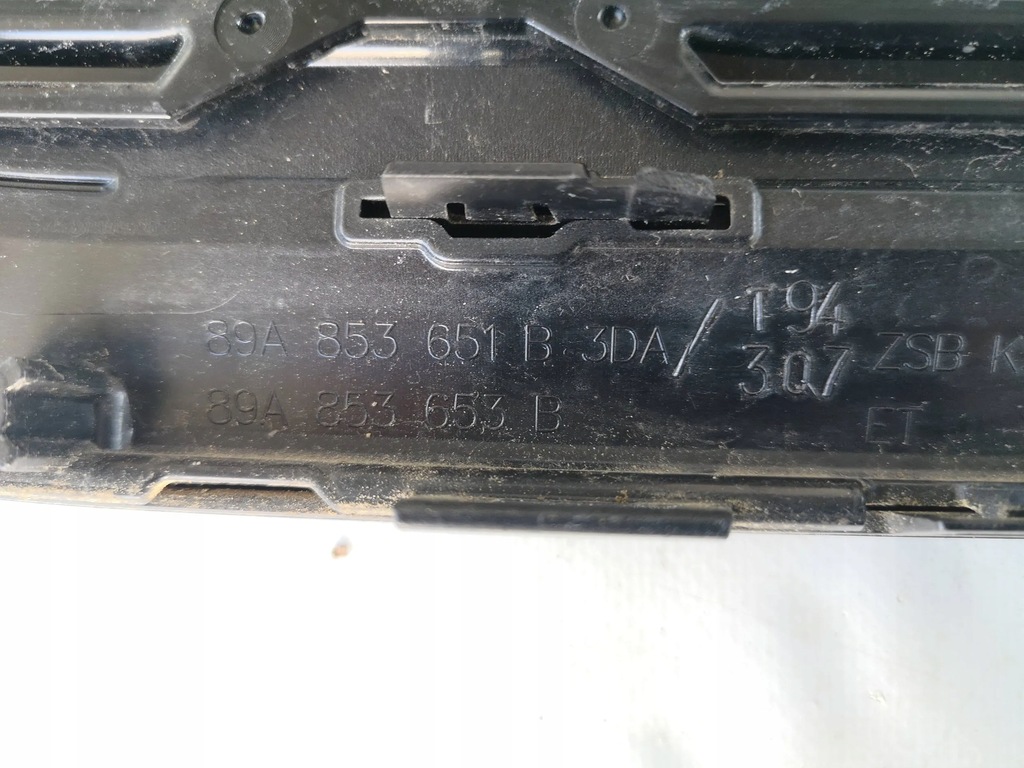 89A 853 651 B 3DA/ T94 ZSB K
307
89A 853 653 B ET